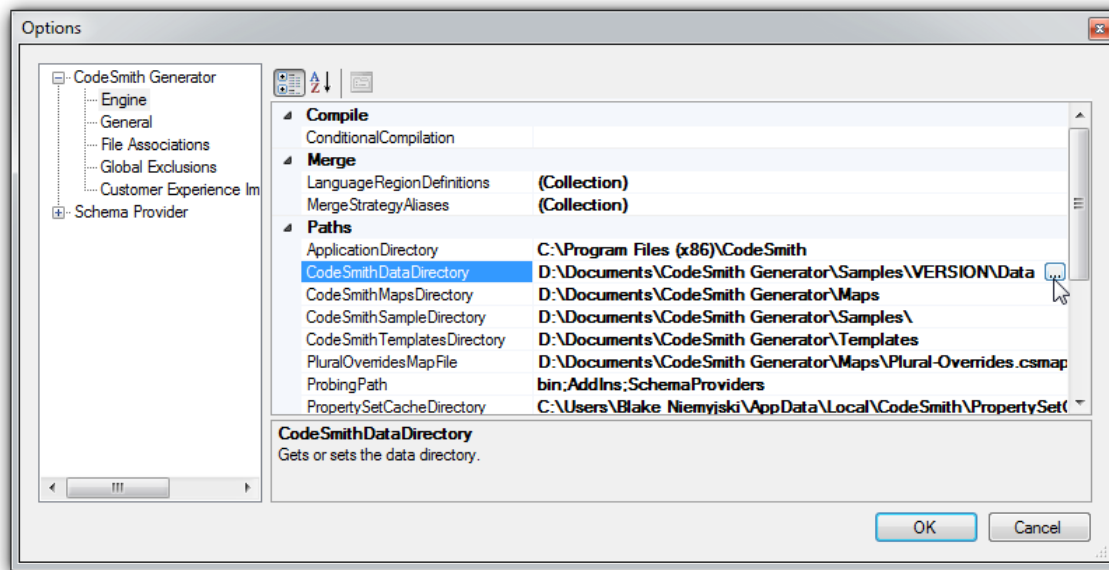 Options
CodeSmith Generator
Engine
General
File Associations
Global Exclusions
Customer Experience Im
Schema Provider
Compile
ConditionalCompilation
Merge
LanguageRegionDefinitions (Collection)
MergeStrategyAliases (Collection)
Paths
ApplicationDirectory C:\Program Files (x86)\CodeSmith
CodeSmithDataDirectory D:\Documents\CodeSmith Generator\Samples\VERSION\Data ...
CodeSmithMapsDirectory D:\Documents\CodeSmith Generator\Maps
CodeSmithSampleDirectory D:\Documents\CodeSmith Generator\Samples\
CodeSmithTemplatesDirectory D:\Documents\CodeSmith Generator\Templates
PluralOverridesMapFile D:\Documents\CodeSmith Generator\Maps\Plural-Overrides.csmap
ProbingPath bin;AddIns;SchemaProviders
PropertySetCacheDirectory C:\Users\Blake Niemyjski\AppData\Local\CodeSmith\PropertySet
CodeSmithDataDirectory
Gets or sets the data directory.
OK Cancel